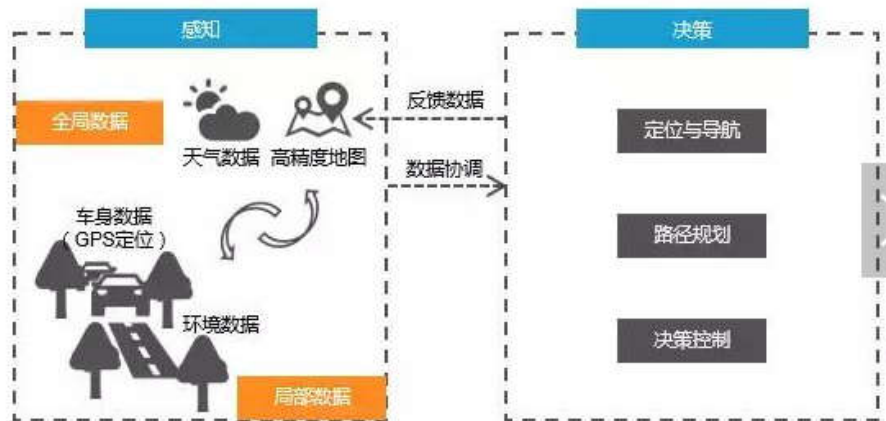 感知
决策
全局数据
天气数据
高精度地图
反馈数据
数据协调
定位与导航
车身数据
（GPS定位）
路径规划
环境数据
决策控制
局部数据